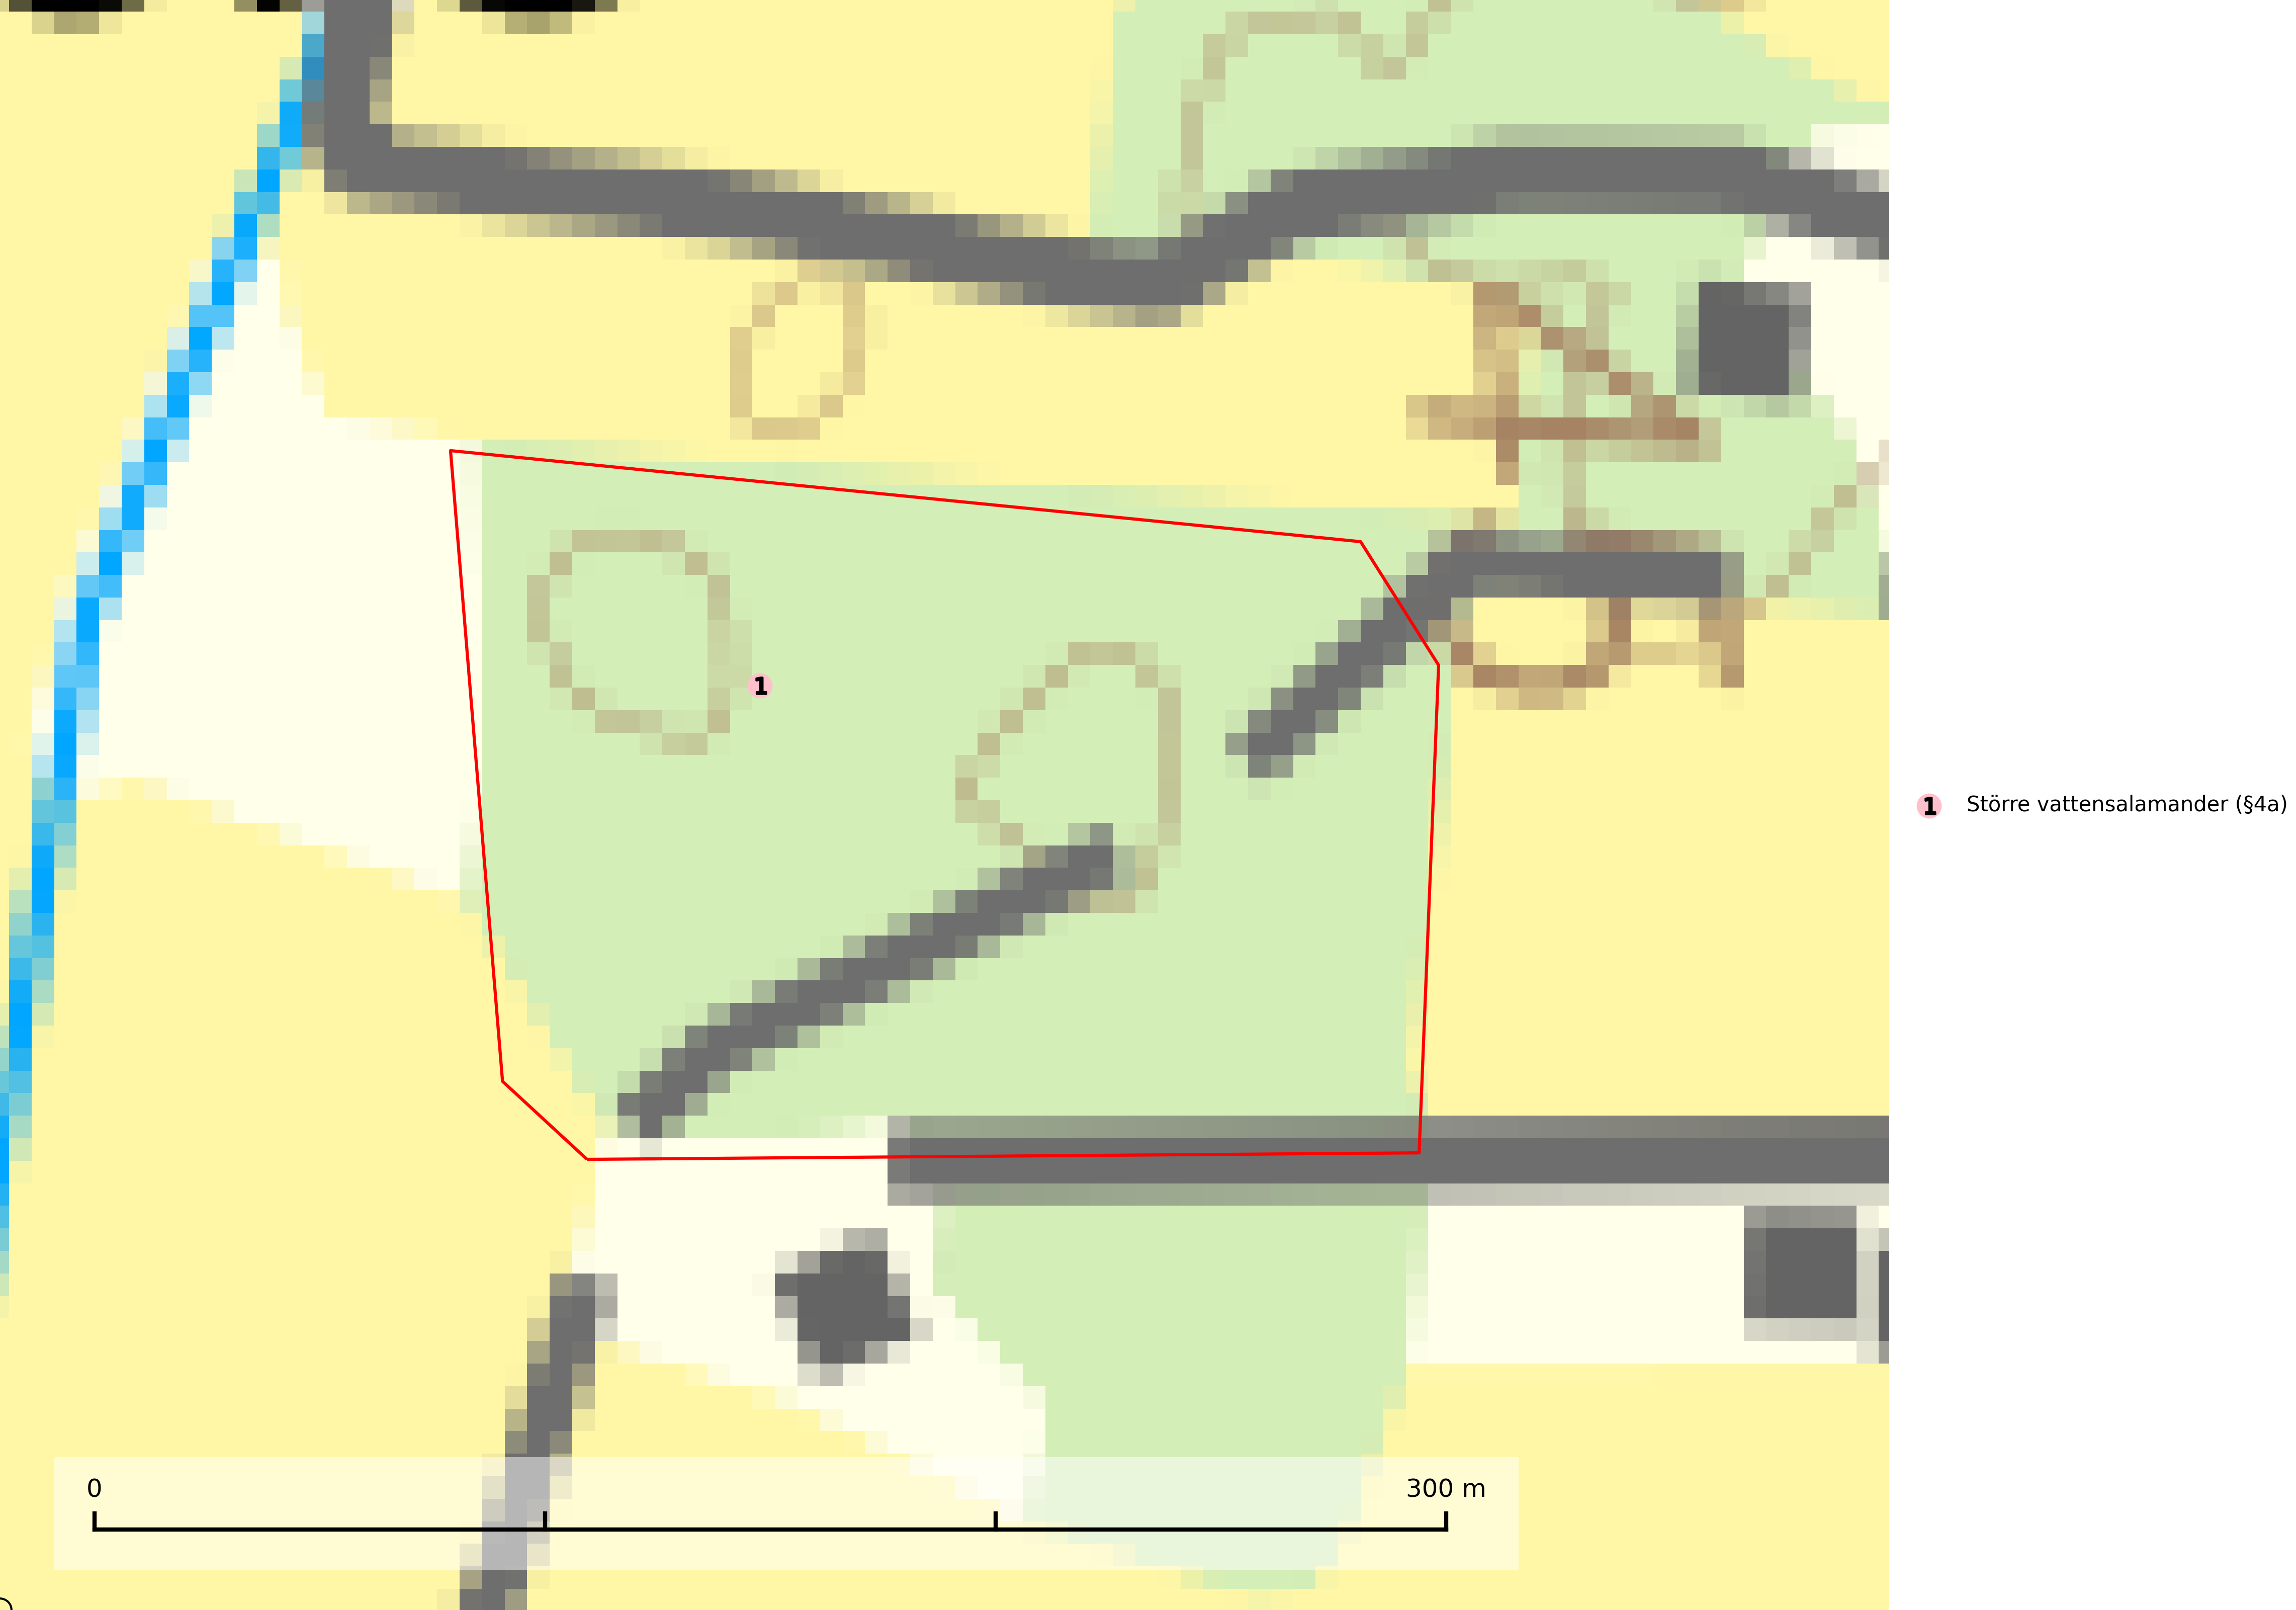 1
1 Större vattensalamander (§4a)
0 300 m